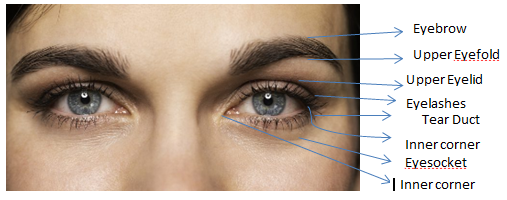 Eyebrow
Upper Eyefold
Upper Eyelid
Eyelashes
Tear Duct
Inner corner
Eyesocket
Inner corner